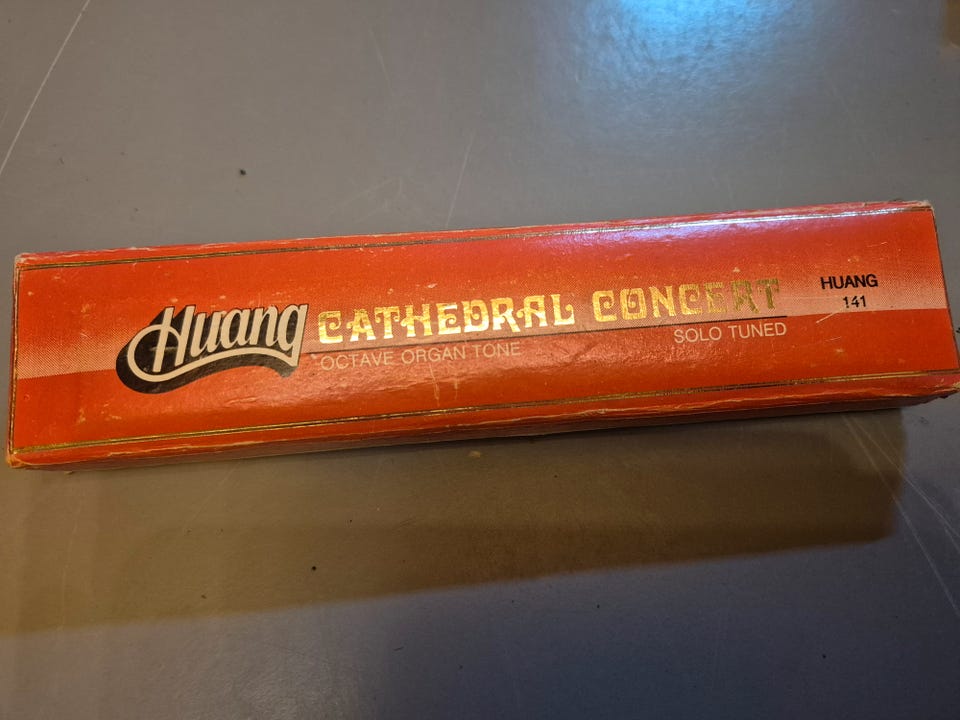 Huang CATHEDRAL CONCERT
OCTAVE ORGAN TONE SOLO TUNED
HUANG
141